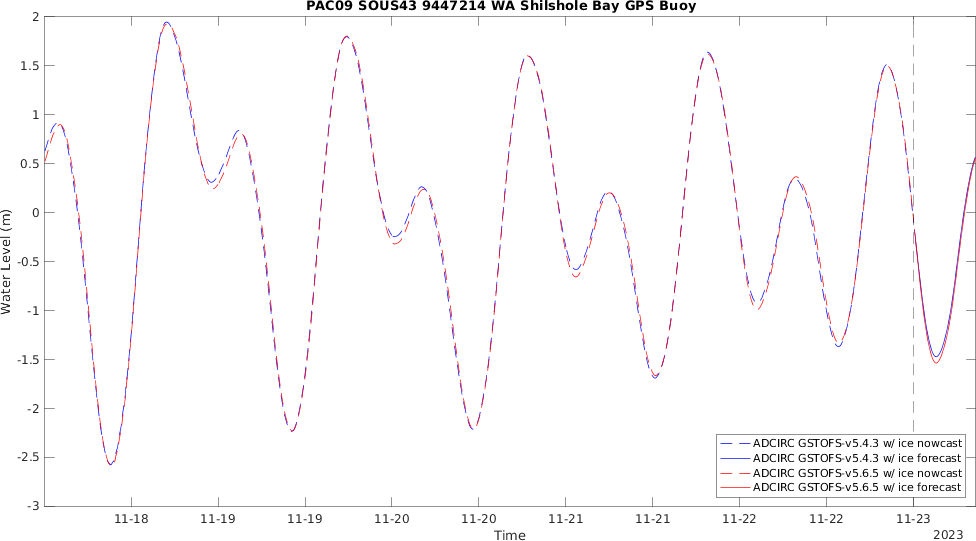 PAC09 SOUS43 9447214 WA Shilshole Bay GPS Buoy
2
1.5
1
0.5
0
-0.5
-1
-1.5
-2
-2.5
-3
Water Level (m)
ADCIRC GSTOFS-v5.4.3 w/ ice nowcast
ADCIRC GSTOFS-v5.4.3 w/ ice forecast
ADCIRC GSTOFS-v5.6.5 w/ ice nowcast
ADCIRC GSTOFS-v5.6.5 w/ ice forecast
11-18 11-19 11-19 11-20 11-20 11-21 11-21 11-22 11-22 11-23
Time
2023